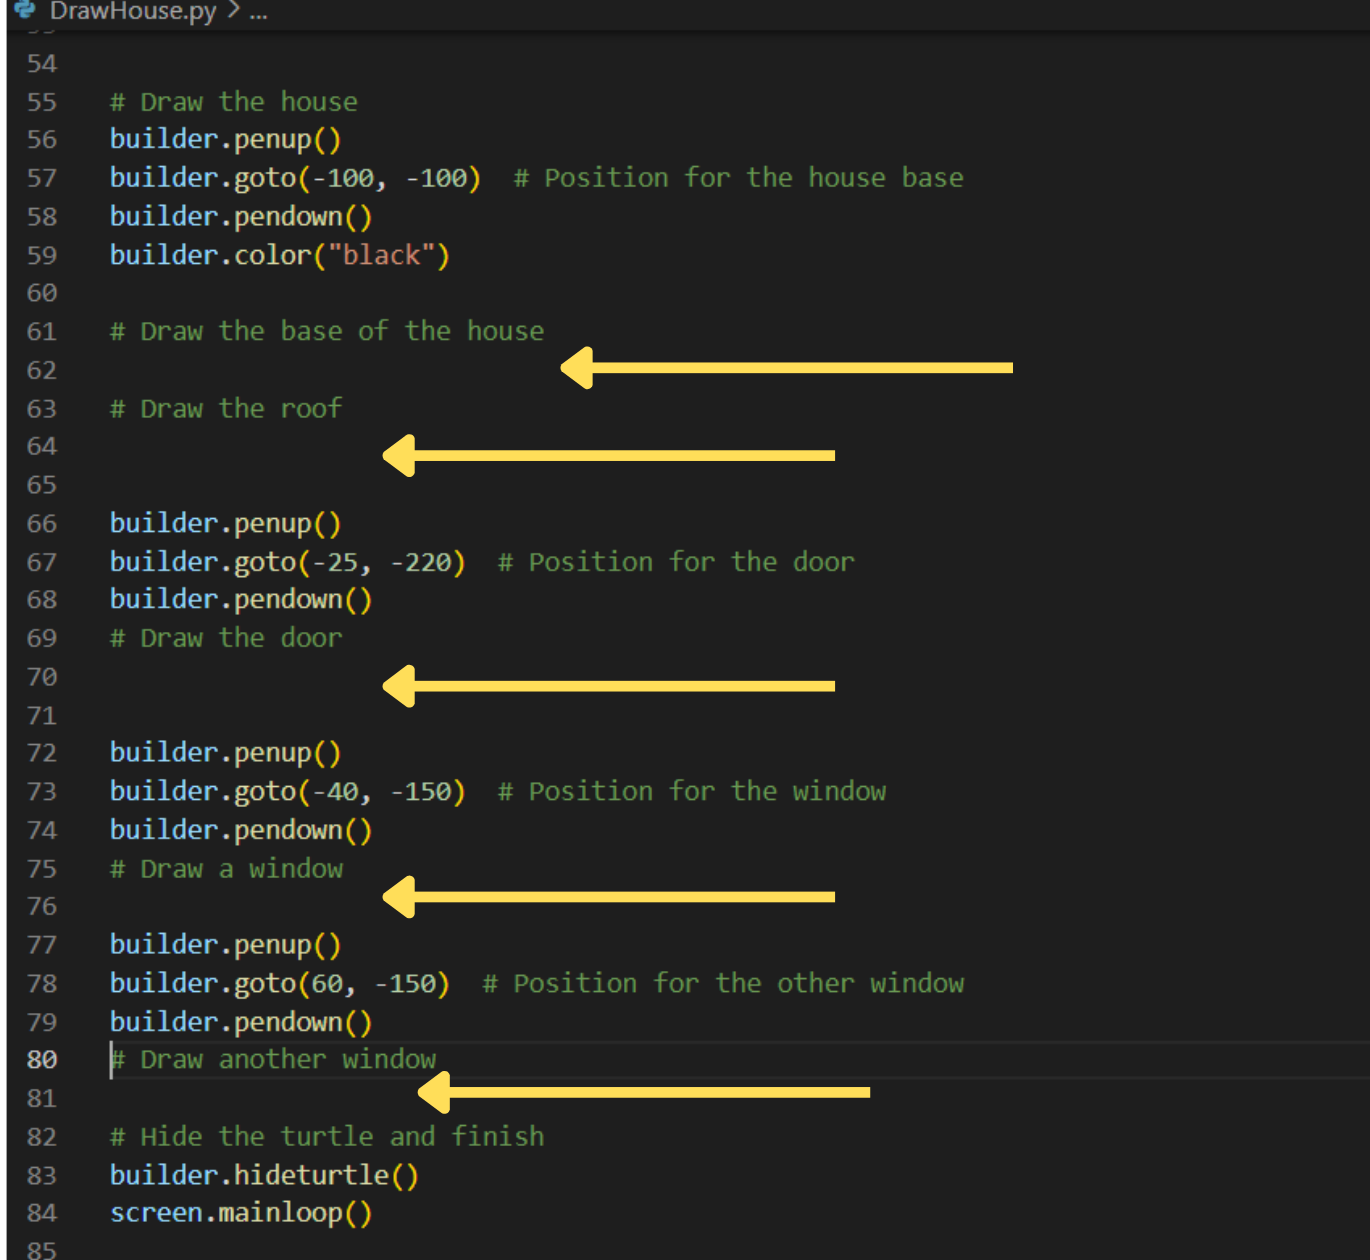 DrawHouse.py > ...
54
55 # Draw the house
56 builder.penup()
57 builder.goto(-100, -100)  # Position for the house base
58 builder.pendown()
59 builder.color("black")
60
61 # Draw the base of the house
62
63 # Draw the roof
64
65
66 builder.penup()
67 builder.goto(-25, -220)  # Position for the door
68 builder.pendown()
69 # Draw the door
70
71
72 builder.penup()
73 builder.goto(-40, -150)  # Position for the window
74 builder.pendown()
75 # Draw a window
76
77 builder.penup()
78 builder.goto(60, -150)  # Position for the other window
79 builder.pendown()
80 # Draw another window
81
82 # Hide the turtle and finish
83 builder.hideturtle()
84 screen.mainloop()
85